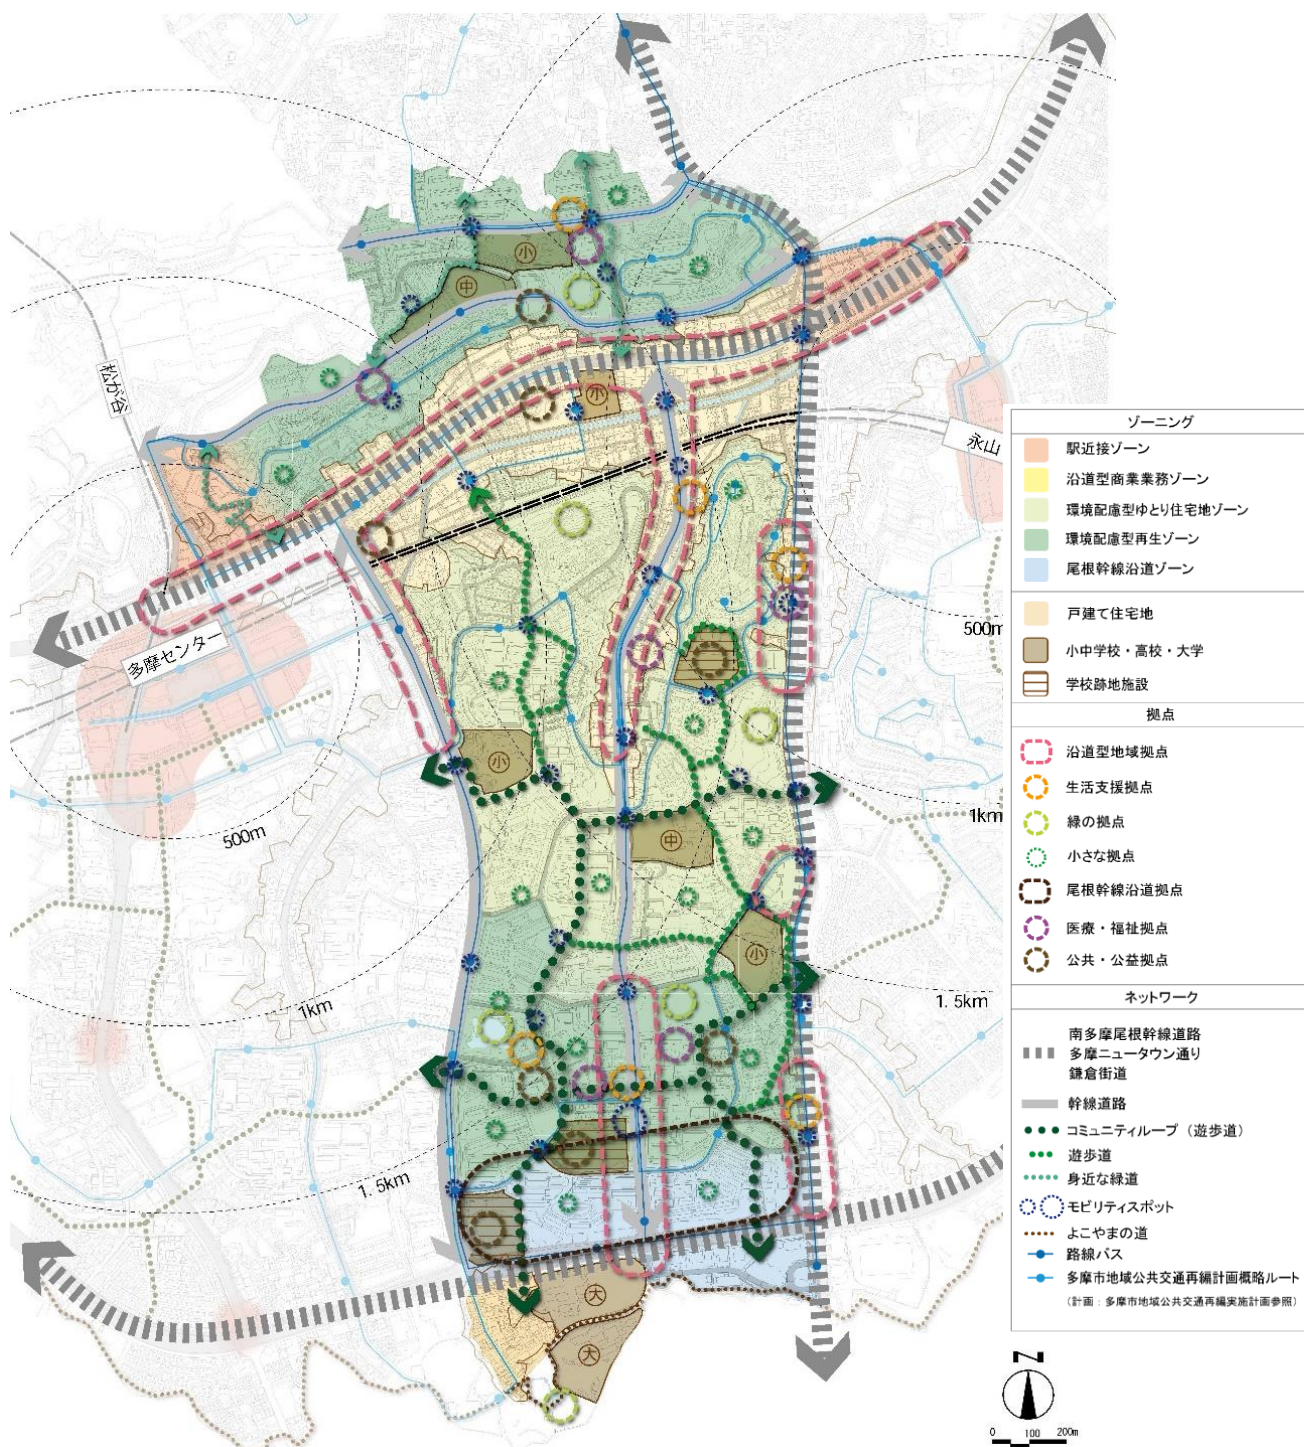 小
中
松が谷
小
永山
多摩センター
500m
500m
小
1km
中
小
1km
1.5km
1.5km
大
大
ゾーニング
駅近接ゾーン
沿道型商業業務ゾーン
環境配慮型ゆとり住宅地ゾーン
環境配慮型再生ゾーン
尾根幹線沿道ゾーン
戸建て住宅地
小中学校・高校・大学
学校跡地施設
拠点
沿道型地域拠点
生活支援拠点
緑の拠点
小さな拠点
尾根幹線沿道拠点
医療・福祉拠点
公共・公益拠点
ネットワーク
南多摩尾根幹線道路
多摩ニュータウン通り
鎌倉街道
幹線道路
コミュニティループ（遊歩道）
遊歩道
身近な緑道
モビリティスポット
よこやまの道
路線バス
多摩市地域公共交通再編計画概略ルート
（計画：多摩市地域公共交通再編実施計画参照）
N
0 100 200m